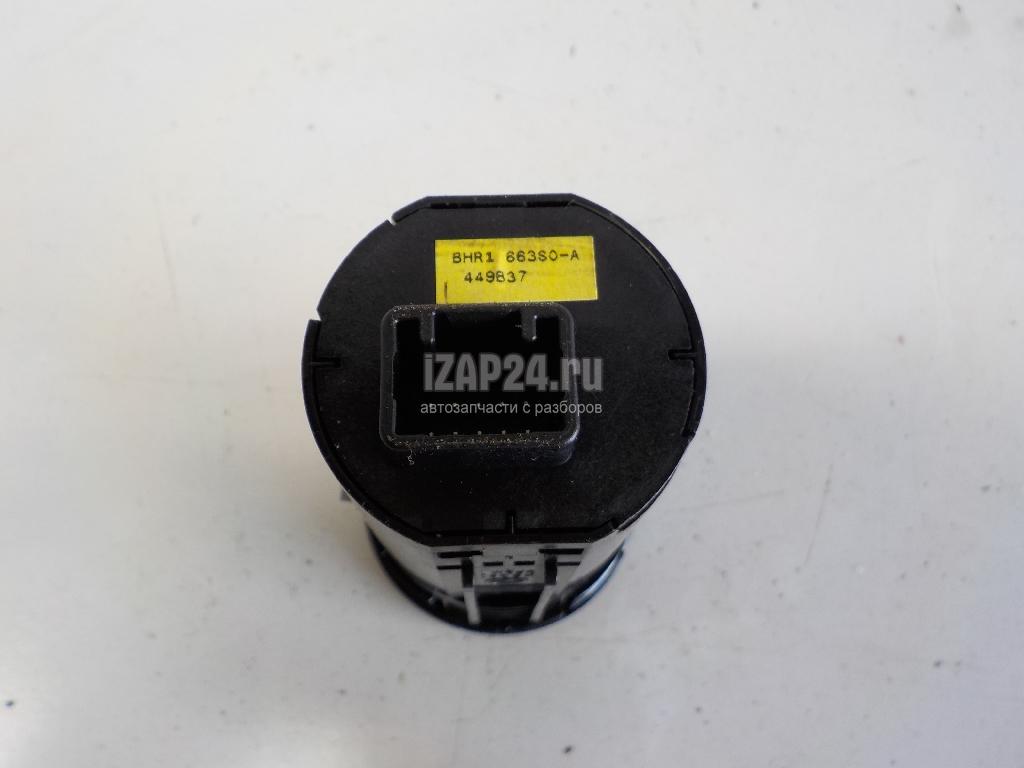 BHR1 663S0-A
449837
iZAP24.ru
автозапчасти с разборов